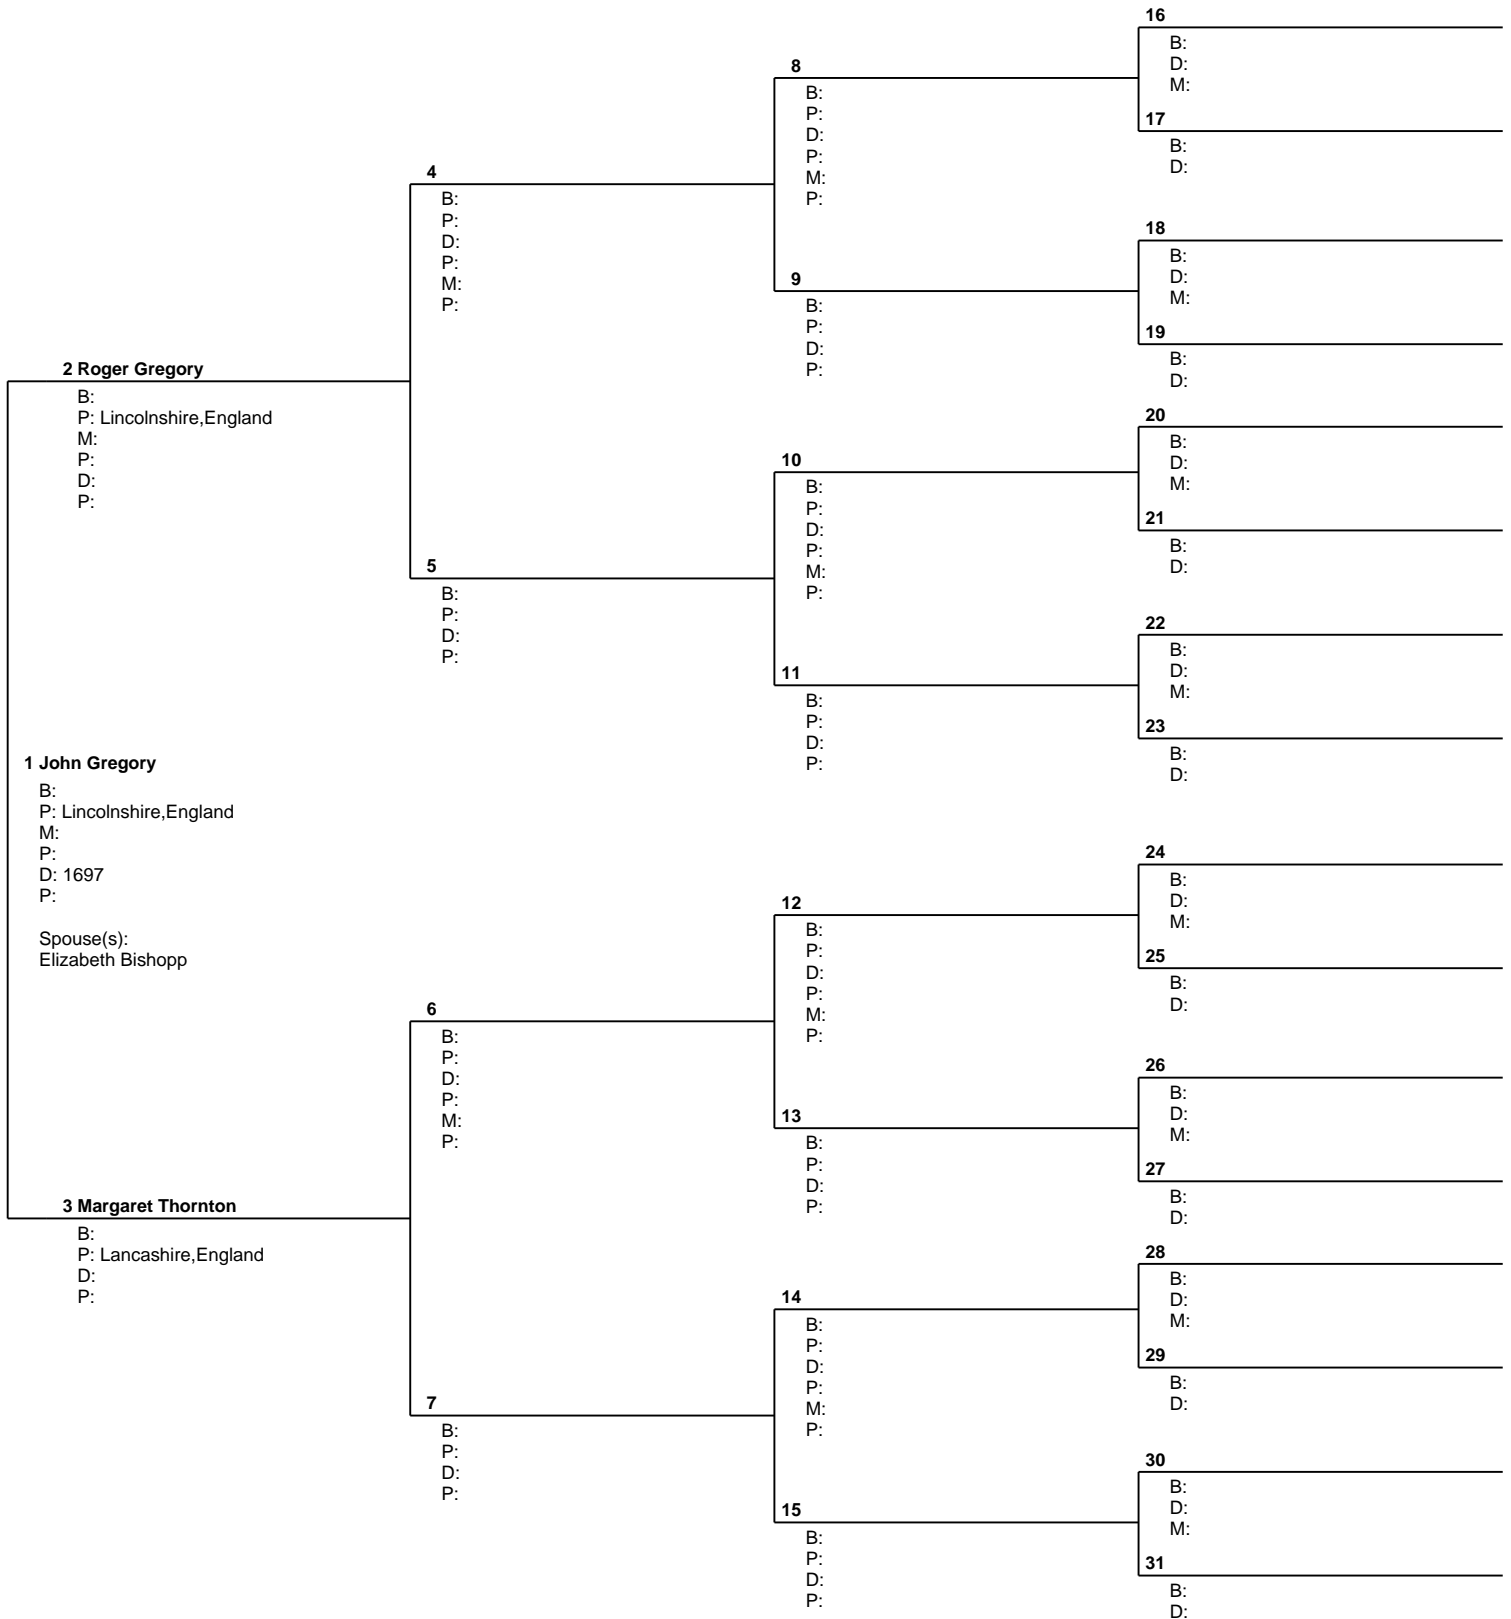 1 John Gregory
B:
P: Lincolnshire,England
M:
P:
D: 1697
P:
Spouse(s):
Elizabeth Bishopp
2 Roger Gregory
B:
P: Lincolnshire,England
M:
P:
D:
P:
3 Margaret Thornton
B:
P: Lancashire,England
D:
P:
4
B:
P:
D:
P:
M:
P:
5
B:
P:
D:
P:
6
B:
P:
D:
P:
M:
P:
7
B:
P:
D:
P:
8
B:
P:
D:
P:
M:
P:
9
B:
P:
D:
P:
10
B:
P:
D:
P:
M:
P:
11
B:
P:
D:
P:
12
B:
P:
D:
P:
M:
P:
13
B:
P:
D:
P:
14
B:
P:
D:
P:
M:
P:
15
B:
P:
D:
P:
16
B:
D:
M:
17
B:
D:
18
B:
D:
M:
19
B:
D:
20
B:
D:
M:
21
B:
D:
22
B:
D:
M:
23
B:
D:
24
B:
D:
M:
25
B:
D:
26
B:
D:
M:
27
B:
D:
28
B:
D:
M:
29
B:
D:
30
B:
D:
M:
31
B:
D: